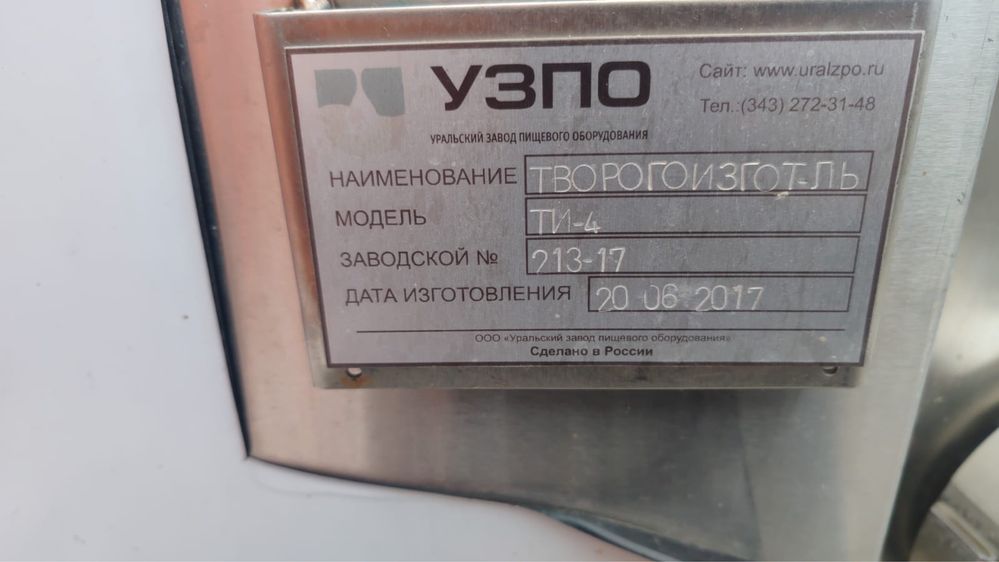 УЗПО
Сайт: www.uralzpo.ru
Тел.:(343) 272-31-48
УРАЛЬСКИЙ ЗАВОД ПИЩЕВОГО ОБОРУДОВАНИЯ
НАИМЕНОВАНИЕ ТВОРОГОИЗГОТ-ЛЬ
МОДЕЛЬ ТИ-4
ЗАВОДСКОЙ № 213-17
ДАТА ИЗГОТОВЛЕНИЯ 20 06 2017
ООО «Уральский завод пищевого оборудования»
Сделано в России